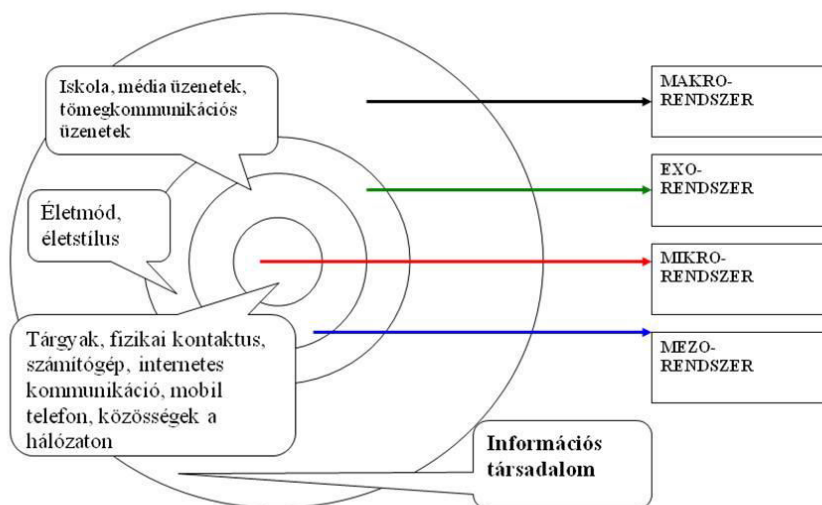 Iskola, média üzenetek,
tömegkommunikációs
üzenetek
Életmód,
életstílus
Tárgyak, fizikai kontaktus,
számítógép, internetes
kommunikáció, mobil
telefon, közösségek a
hálózaton
Információs
társadalom
MAKRO-
RENDSZER
EXO-
RENDSZER
MIKRO-
RENDSZER
MEZO-
RENDSZER